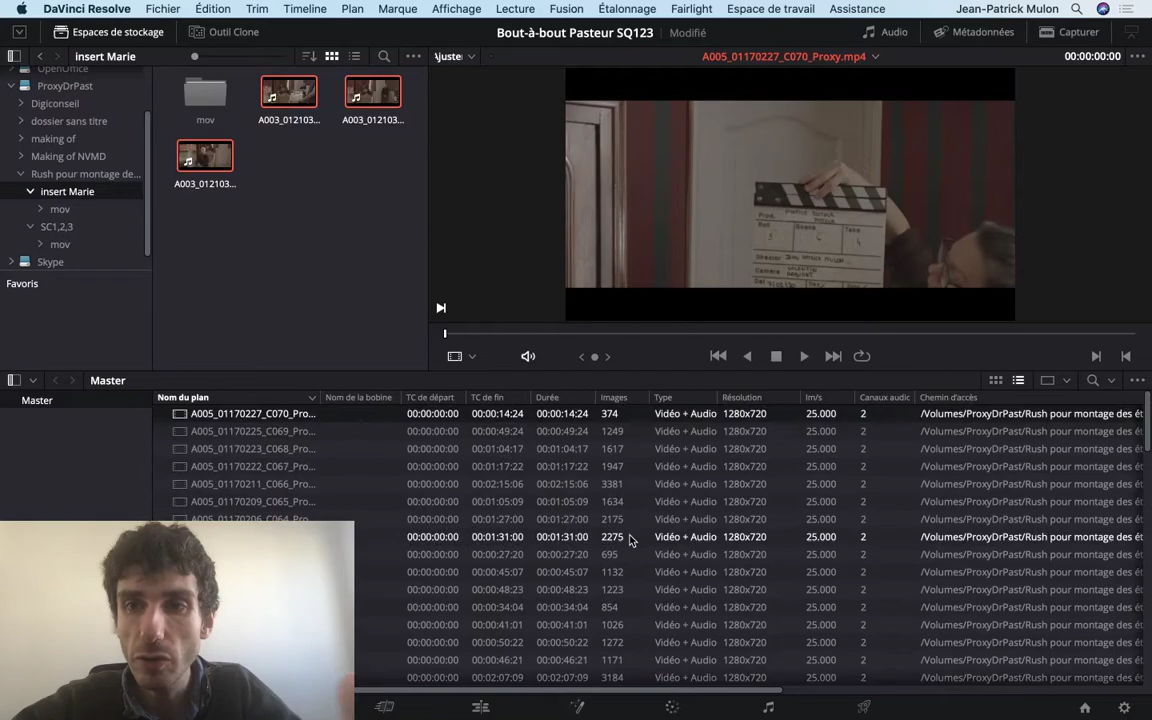 DaVinci Resolve Fichier Édition Trim Timeline Plan Marque Affichage Lecture Fusion Étalonnage Fairlight Espace de travail Assistance Jean-Patrick Mulon
Espaces de stockage Outil Clone Bout-à-bout Pasteur SQ123 Modifié Audio Métadonnées Capturer
insert Marie Ajuste A005_01170227_C070_Proxy.mp4 00:00:00:00
OpenOffice
ProxyDrPast
Digiconseil
dossier sans titre
making of
Making of NVMD
Rush pour montage de...
insert Marie
mov
SC1,2,3
mov
Skype
Favoris
mov A003_012103... A003_012103...
A003_012103...
Prod.
Roll Scene Take
Director
Camera
Master
Master
Nom du plan Nom de la bobine TC de départ TC de fin Durée Images Type Résolution Im/s Canaux audio Chemin d'accès
A005_01170227_C070_Pro... 00:00:00:00 00:00:14:24 00:00:14:24 374 Vidéo + Audio 1280x720 25.000 2 /Volumes/ProxyDrPast/Rush pour montage des ét
A005_01170225_C069_Pro... 00:00:00:00 00:00:49:24 00:00:49:24 1249 Vidéo + Audio 1280x720 25.000 2 /Volumes/ProxyDrPast/Rush pour montage des ét
A005_01170223_C068_Pro... 00:00:00:00 00:01:04:17 00:01:04:17 1617 Vidéo + Audio 1280x720 25.000 2 /Volumes/ProxyDrPast/Rush pour montage des ét
A005_01170222_C067_Pro... 00:00:00:00 00:01:17:22 00:01:17:22 1947 Vidéo + Audio 1280x720 25.000 2 /Volumes/ProxyDrPast/Rush pour montage des ét
A005_01170211_C066_Pro... 00:00:00:00 00:02:15:06 00:02:15:06 3381 Vidéo + Audio 1280x720 25.000 2 /Volumes/ProxyDrPast/Rush pour montage des ét
A005_01170209_C065_Pro... 00:00:00:00 00:01:05:09 00:01:05:09 1634 Vidéo + Audio 1280x720 25.000 2 /Volumes/ProxyDrPast/Rush pour montage des ét
A005_01170206_C064_Pro... 00:00:00:00 00:01:27:00 00:01:27:00 2175 Vidéo + Audio 1280x720 25.000 2 /Volumes/ProxyDrPast/Rush pour montage des ét
00:00:00:00 00:01:31:00 00:01:31:00 2275 Vidéo + Audio 1280x720 25.000 2 /Volumes/ProxyDrPast/Rush pour montage des ét
00:00:00:00 00:00:27:20 00:00:27:20 695 Vidéo + Audio 1280x720 25.000 2 /Volumes/ProxyDrPast/Rush pour montage des ét
00:00:00:00 00:00:45:07 00:00:45:07 1132 Vidéo + Audio 1280x720 25.000 2 /Volumes/ProxyDrPast/Rush pour montage des ét
00:00:00:00 00:00:48:23 00:00:48:23 1223 Vidéo + Audio 1280x720 25.000 2 /Volumes/ProxyDrPast/Rush pour montage des ét
00:00:00:00 00:00:34:04 00:00:34:04 854 Vidéo + Audio 1280x720 25.000 2 /Volumes/ProxyDrPast/Rush pour montage des ét
00:00:00:00 00:00:41:01 00:00:41:01 1026 Vidéo + Audio 1280x720 25.000 2 /Volumes/ProxyDrPast/Rush pour montage des ét
00:00:00:00 00:00:50:22 00:00:50:22 1272 Vidéo + Audio 1280x720 25.000 2 /Volumes/ProxyDrPast/Rush pour montage des ét
00:00:00:00 00:00:46:21 00:00:46:21 1171 Vidéo + Audio 1280x720 25.000 2 /Volumes/ProxyDrPast/Rush pour montage des ét
00:00:00:00 00:02:07:09 00:02:07:09 3184 Vidéo + Audio 1280x720 25.000 2 /Volumes/ProxyDrPast/Rush pour montage des ét